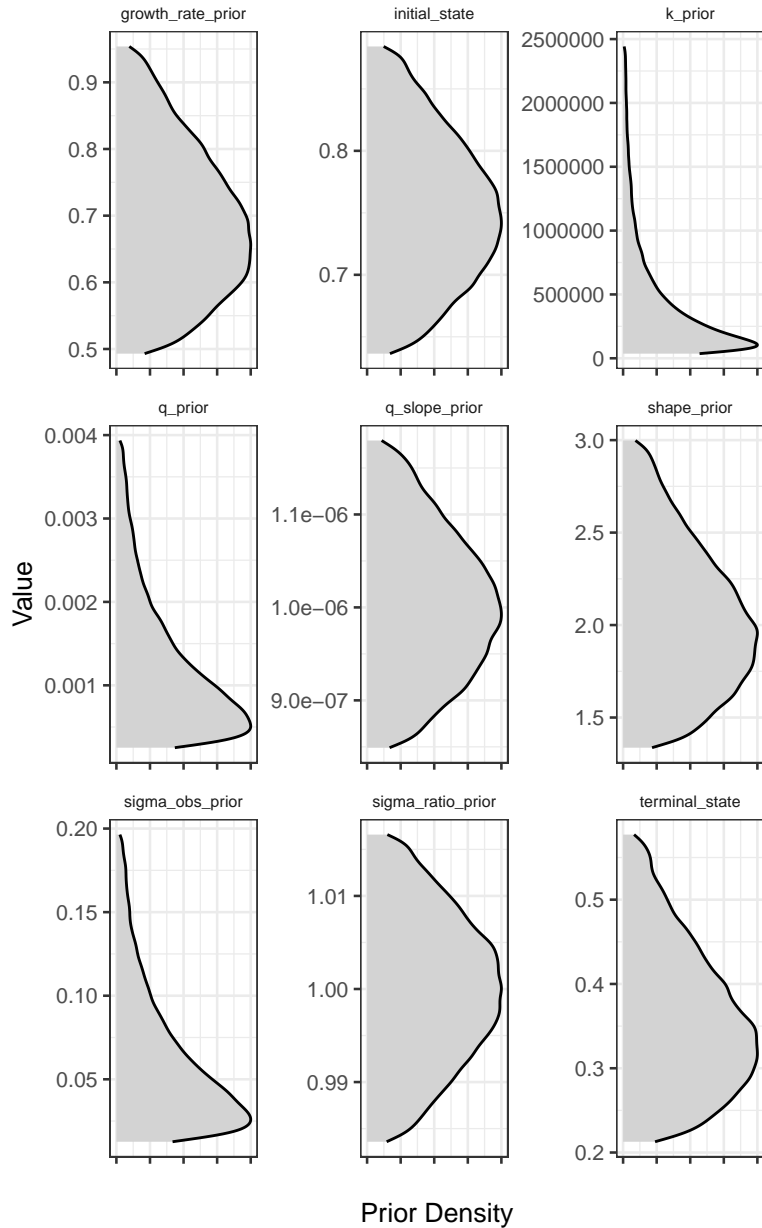 growth_rate_prior
initial_state
k_prior
0.9
0.8
0.7
0.6
0.5
0.8
0.7
2500000
2000000
1500000
1000000
500000
0
q_prior
q_slope_prior
shape_prior
0.004
0.003
0.002
0.001
1.1e−06
1.0e−06
9.0e−07
3.0
2.5
2.0
1.5
Value
sigma_obs_prior
sigma_ratio_prior
terminal_state
0.20
0.15
0.10
0.05
1.01
1.00
0.99
0.5
0.4
0.3
0.2
Prior Density